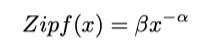 Zipf(x) = βx^{-α}